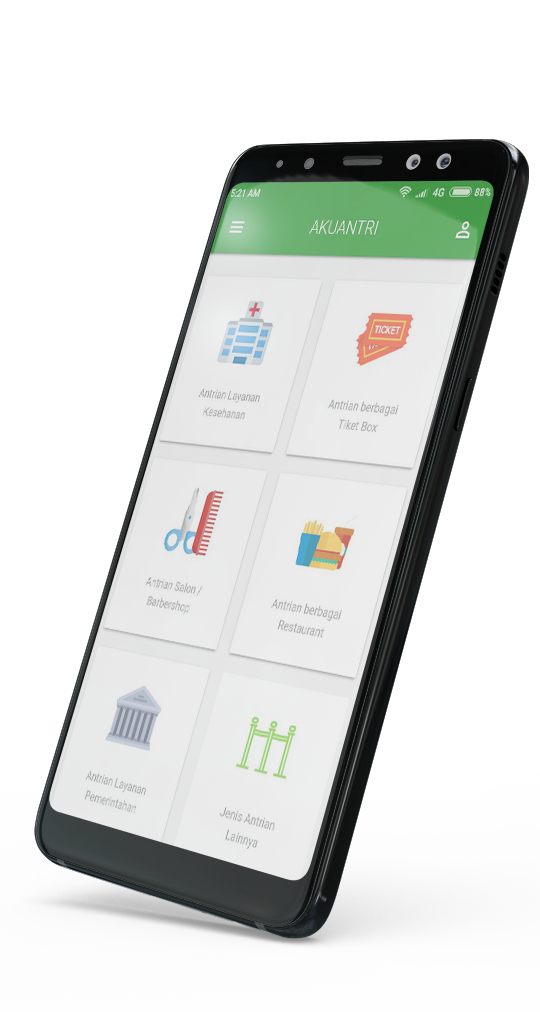 5:21 AM
4G
88%
AKUANTRI
Antrian Layanan
Kesehanan
TICKET
Antrian berbagai
Tiket Box
Antrian Salon /
Barbershop
Antrian berbagai
Restaurant
Antrian Layanan
Pemerintahan
Jenis Antrian
Lainnya